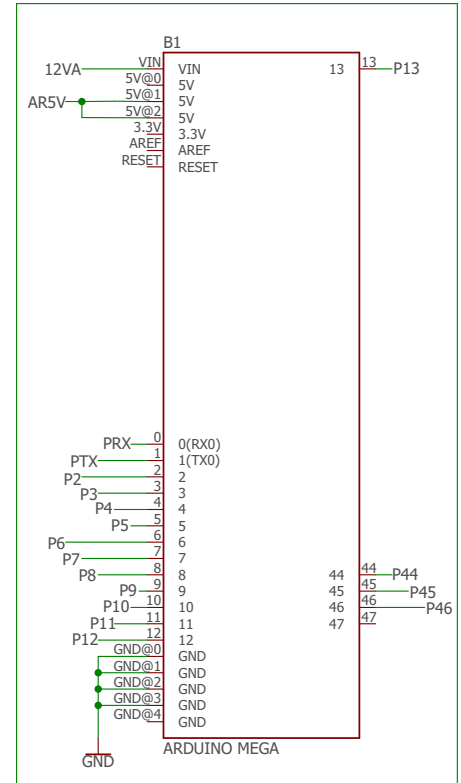 B1
12VA VIN VIN 13 13 P13
5V@0 5V
AR5V 5V@1 5V
5V@2 5V
3.3V 3.3V
AREF AREF
RESET RESET
PRX 0 0(RX0)
PTX 1 1(TX0)
P2 2 2
P3 3 3
P4 4 4
P5 5 5
P6 6 6
P7 7 7
P8 8 8 44 44 P44
P9 9 9 45 45 P45
P10 10 10 46 46 P46
P11 11 11 47 47
P12 12 12
GND@0 GND
GND@1 GND
GND@2 GND
GND@3 GND
GND@4 GND
ARDUINO MEGA
GND